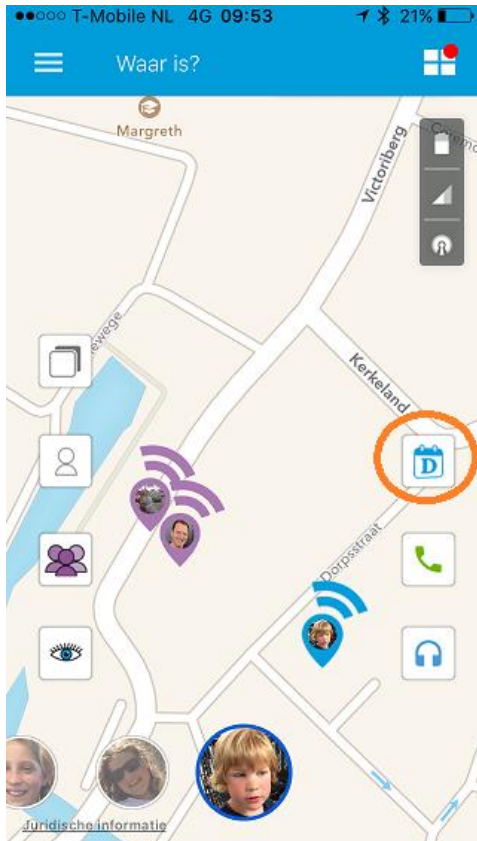 T-Mobile NL 4G 09:53 21%
Waar is?
Margreth
Victoriberg
Kerkeland
D
Dorpsstraat
Juridische informatie